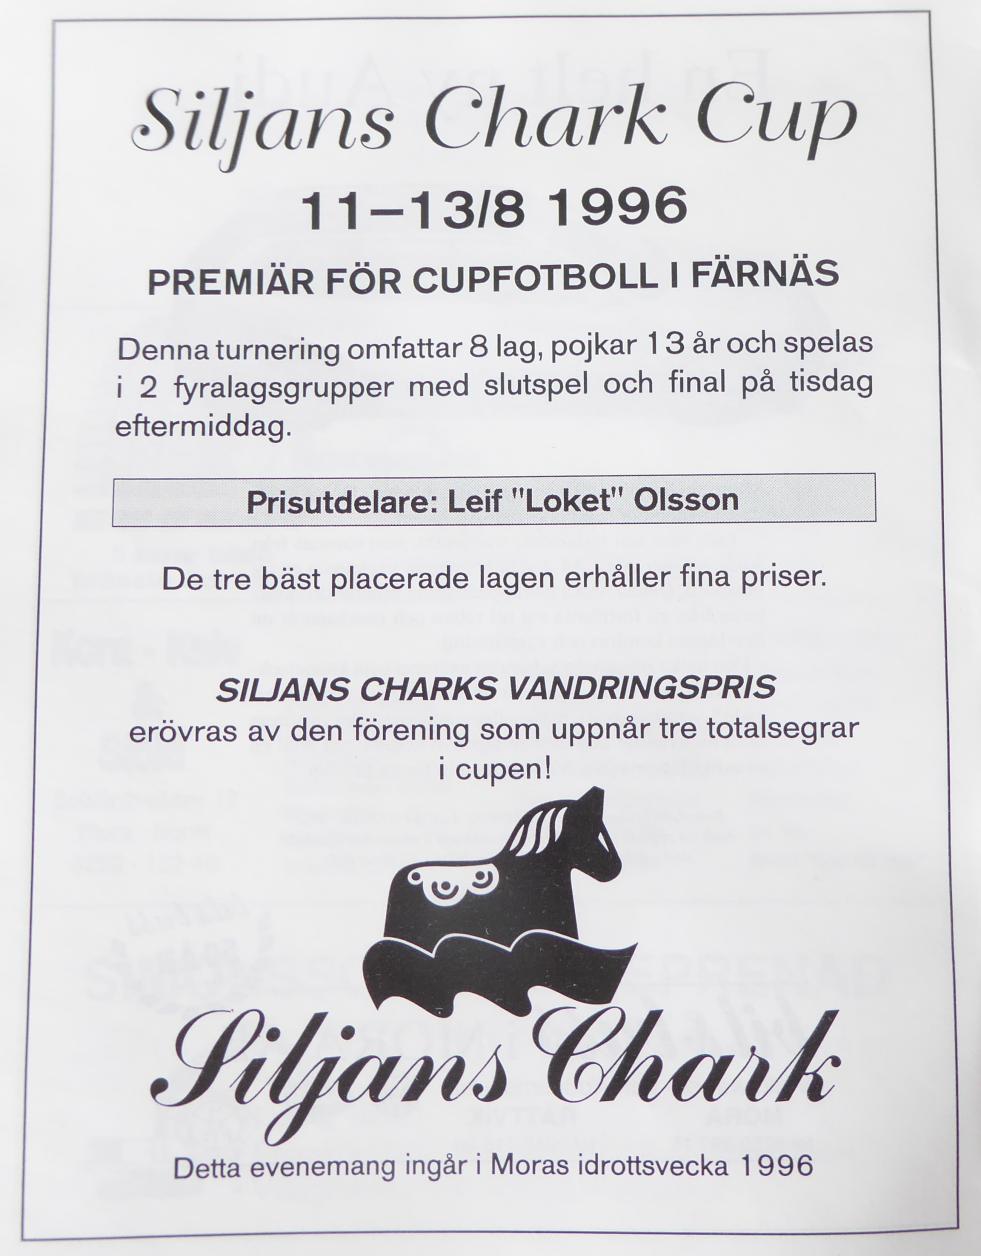 Siljans Chark Cup
11–13/8 1996
PREMIÄR FÖR CUPFOTBOLL I FÄRNÄS
Denna turnering omfattar 8 lag, pojkar 13 år och spelas
i 2 fyralagsgrupper med slutspel och final på tisdag
eftermiddag.
Prisutdelare: Leif "Loket" Olsson
De tre bäst placerade lagen erhåller fina priser.
SILJANS CHARKS VANDRINGSPRIS
erövras av den förening som uppnår tre totalsegrar
i cupen!
Siljans Chark
Detta evenemang ingår i Moras idrottsvecka 1996